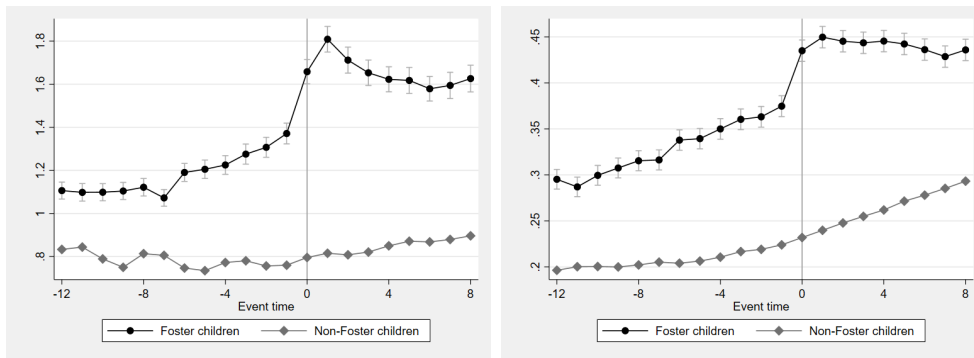 1.8
1.6
1.4
1.2
1
.8
-12 -8 -4 0 4 8
Event time
Foster children Non-Foster children
.45
.4
.35
.3
.25
.2
-12 -8 -4 0 4 8
Event time
Foster children Non-Foster children